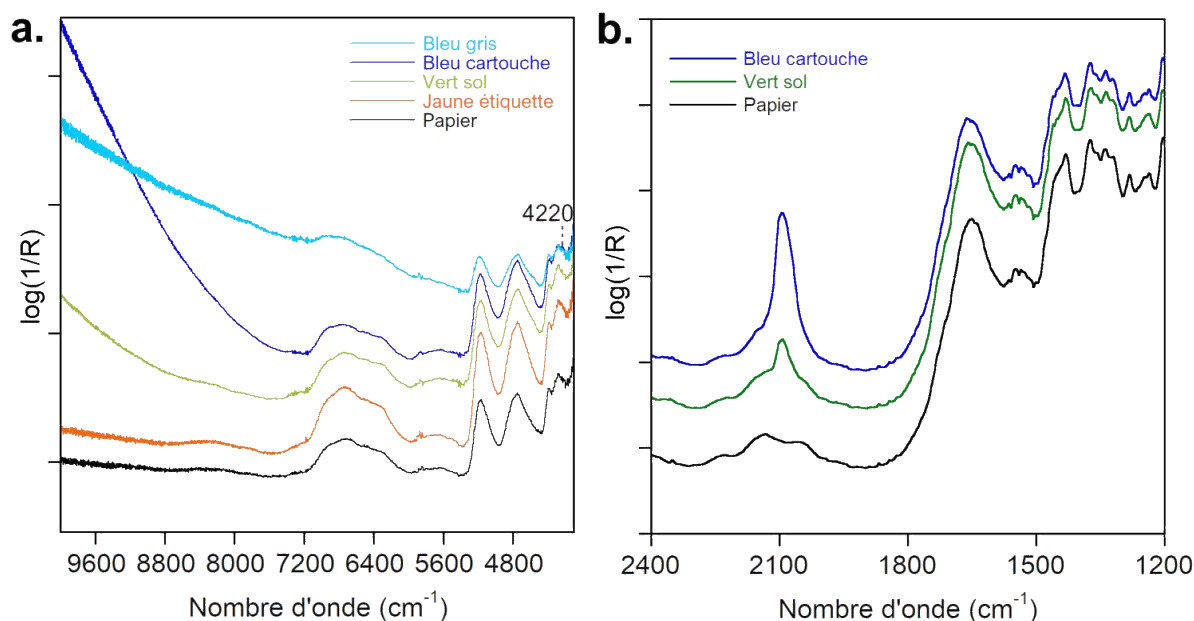 a.
Bleu gris
Bleu cartouche
Vert sol
Jaune étiquette
Papier
4220
log(1/R)
9600 8800 8000 7200 6400 5600 4800
Nombre d'onde (cm-1)
b.
Bleu cartouche
Vert sol
Papier
log(1/R)
2400 2100 1800 1500 1200
Nombre d'onde (cm-1)